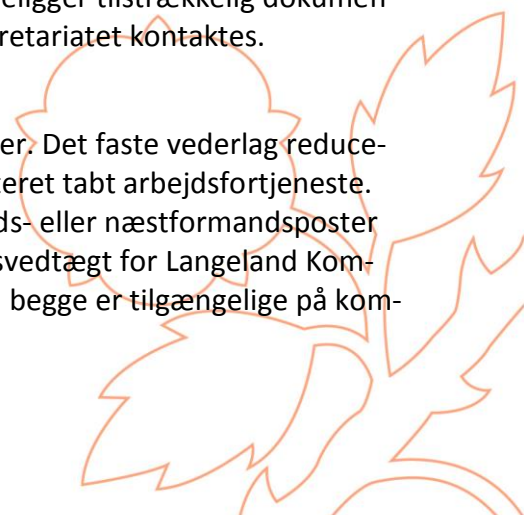 eligger tilstrækkelig dokumen
retariatet kontaktes.
er. Det faste vederlag reduce-
teret tabt arbejdsfortjeneste.
ds- eller næstformandsposter
svedtægt for Langeland Kom-
begge er tilgængelige på kom-